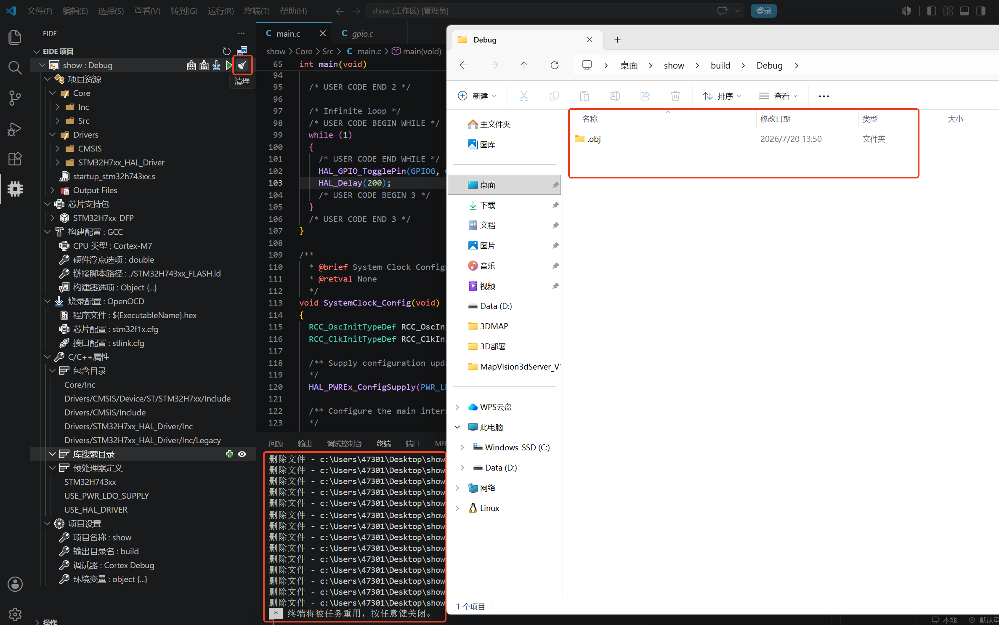 文件(F) 编辑(E) 选择(S) 查看(V) 转到(G) 运行(R) 终端(T) 帮助(H)
show (工作区) [管理员]
登录
EIDE
EIDE 项目
show : Debug
清理
项目资源
Core
Inc
Src
Drivers
CMSIS
STM32H7xx_HAL_Driver
startup_stm32h743xx.s
Output Files
芯片支持包
STM32H7xx_DFP
构建配置 : GCC
CPU 类型 : Cortex-M7
硬件浮点选项 : double
链接脚本路径 : ./STM32H743xx_FLASH.ld
构建器选项 : Object {...}
烧录配置 : OpenOCD
程序文件 : ${ExecutableName}.hex
芯片配置 : stm32f1x.cfg
接口配置 : stlink.cfg
C/C++属性
包含目录
Core/Inc
Drivers/CMSIS/Device/ST/STM32H7xx/Include
Drivers/CMSIS/Include
Drivers/STM32H7xx_HAL_Driver/Inc
Drivers/STM32H7xx_HAL_Driver/Inc/Legacy
库搜索目录
预处理器定义
STM32H743xx
USE_PWR_LDO_SUPPLY
USE_HAL_DRIVER
项目设置
项目名称 : show
输出目录名 : build
调试器 : Cortex Debug
环境变量 : object {...}
操作
main.c
gpio.c
show > Core > Src > main.c > main(void)
65 int main(void)
94
95 /* USER CODE END 2 */
96
97 /* Infinite loop */
98 /* USER CODE BEGIN WHILE */
99 while (1)
100 {
101 /* USER CODE END WHILE */
102 HAL_GPIO_TogglePin(GPIOG,
103 HAL_Delay(200);
104 /* USER CODE BEGIN 3 */
105 }
106 /* USER CODE END 3 */
107 }
108
109 /**
110 * @brief System Clock Config
111 * @retval None
112 */
113 void SystemClock_Config(void)
114 {
115 RCC_OscInitTypeDef RCC_OscIni
116 RCC_ClkInitTypeDef RCC_ClkIni
117
118 /** Supply configuration upda
119 */
120 HAL_PWREx_ConfigSupply(PWR_LD
121
122 /** Configure the main intern
123 */
问题 输出 调试控制台 终端 端口 MEM
删除文件 - c:\Users\47301\Desktop\show
删除文件 - c:\Users\47301\Desktop\show
删除文件 - c:\Users\47301\Desktop\show
删除文件 - c:\Users\47301\Desktop\show
删除文件 - c:\Users\47301\Desktop\show
删除文件 - c:\Users\47301\Desktop\show
删除文件 - c:\Users\47301\Desktop\show
删除文件 - c:\Users\47301\Desktop\show
删除文件 - c:\Users\47301\Desktop\show
删除文件 - c:\Users\47301\Desktop\show
删除文件 - c:\Users\47301\Desktop\show
删除文件 - c:\Users\47301\Desktop\show
删除文件 - c:\Users\47301\Desktop\show
删除文件 - c:\Users\47301\Desktop\show
* 终端将被任务重用，按任意键关闭。
Debug
桌面 > show > build > Debug >
新建
排序
查看
名称 修改日期 类型 大小
.obj 2026/7/20 13:50 文件夹
主文件夹
图库
桌面
下载
文档
图片
音乐
视频
Data (D:)
3DMAP
3D部署
MapVision3dServer_V
WPS云盘
此电脑
Windows-SSD (C:)
Data (D:)
网络
Linux
1 个项目
本地 默认审